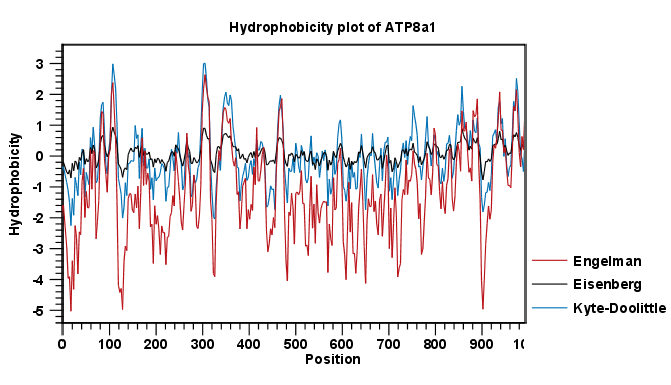 Hydrophobicity plot of ATP8a1
Hydrophobicity
3
2
1
0
-1
-2
-3
-4
-5
0 100 200 300 400 500 600 700 800 900 10
Position
Engelman
Eisenberg
Kyte-Doolittle